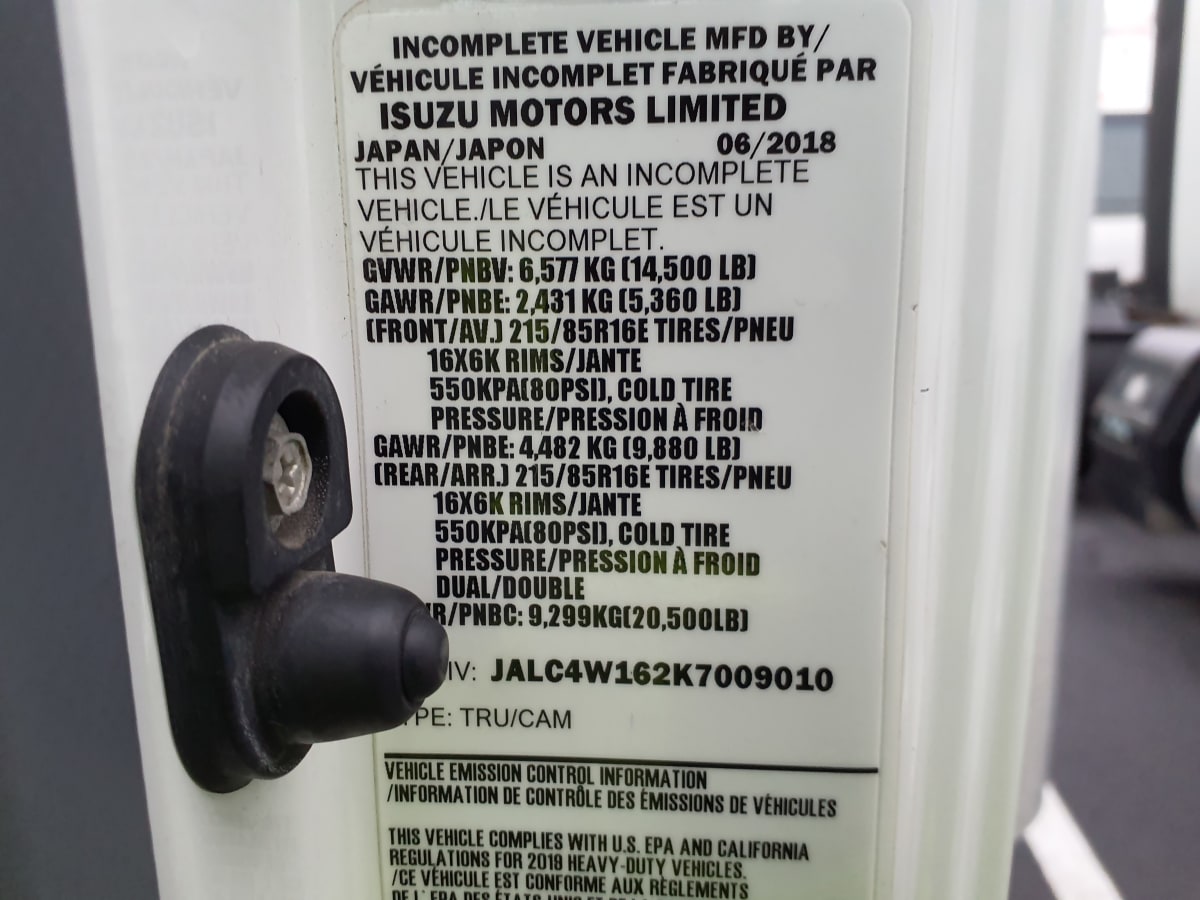 INCOMPLETE VEHICLE MFD BY/
VÉHICULE INCOMPLET FABRIQUÉ PAR
ISUZU MOTORS LIMITED
JAPAN/JAPON 06/2018
THIS VEHICLE IS AN INCOMPLETE
VEHICLE./LE VÉHICULE EST UN
VÉHICULE INCOMPLET.
GVWR/PNBV: 6,577 KG (14,500 LB)
GAWR/PNBE: 2,431 KG (5,360 LB)
(FRONT/AV.) 215/85R16E TIRES/PNEU
16X6K RIMS/JANTE
550KPA(80PSI), COLD TIRE
PRESSURE/PRESSION À FROID
GAWR/PNBE: 4,482 KG (9,880 LB)
(REAR/ARR.) 215/85R16E TIRES/PNEU
16X6K RIMS/JANTE
550KPA(80PSI), COLD TIRE
PRESSURE/PRESSION À FROID
DUAL/DOUBLE
R/PNBC: 9,299KG(20,500LB)
IV: JALC4W162K7009010
PE: TRU/CAM
VEHICLE EMISSION CONTROL INFORMATION
/INFORMATION DE CONTRÔLE DES ÉMISSIONS DE VÉHICULES
THIS VEHICLE COMPLIES WITH U.S. EPA AND CALIFORNIA
REGULATIONS FOR 2019 HEAVY-DUTY VEHICLES.
/CE VÉHICULE EST CONFORME AUX RÈGLEMENTS